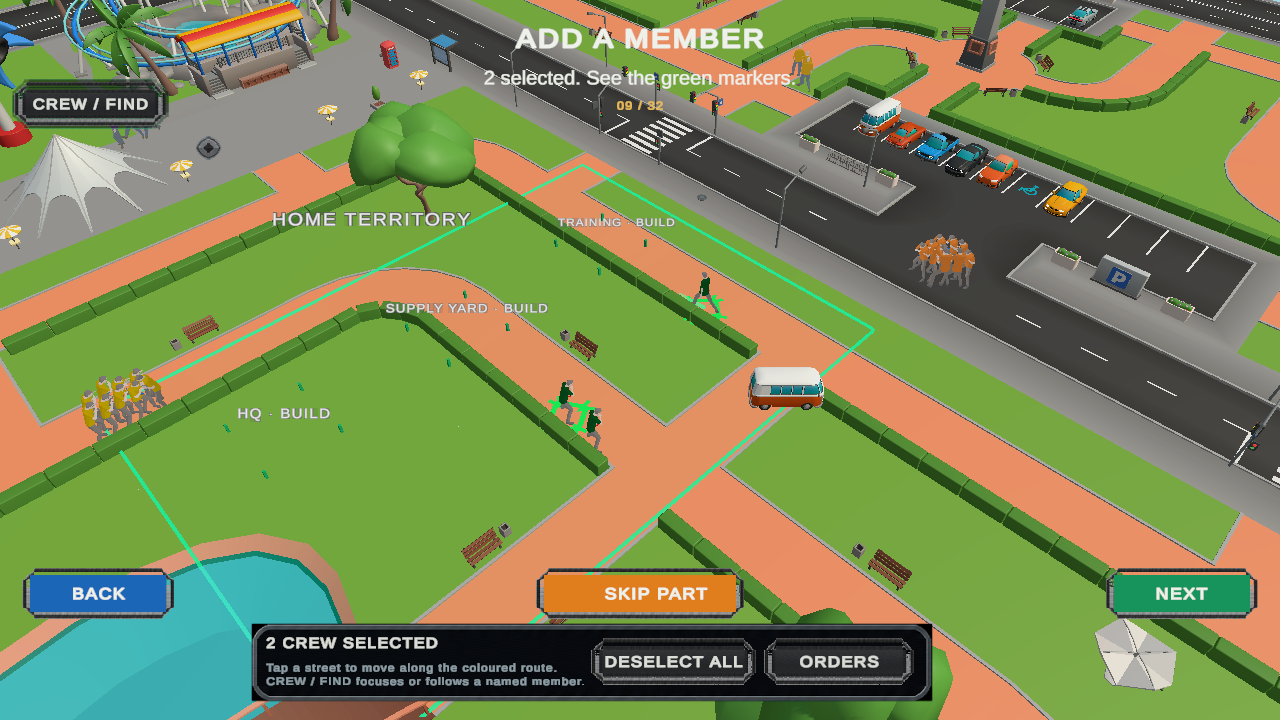 ADD A MEMBER
2 selected. See the green markers.
09 / 32
CREW / FIND
HOME TERRITORY
TRAINING · BUILD
SUPPLY YARD · BUILD
HQ · BUILD
P
BACK
SKIP PART
NEXT
2 CREW SELECTED
Tap a street to move along the coloured route.
CREW / FIND focuses or follows a named member.
DESELECT ALL
ORDERS